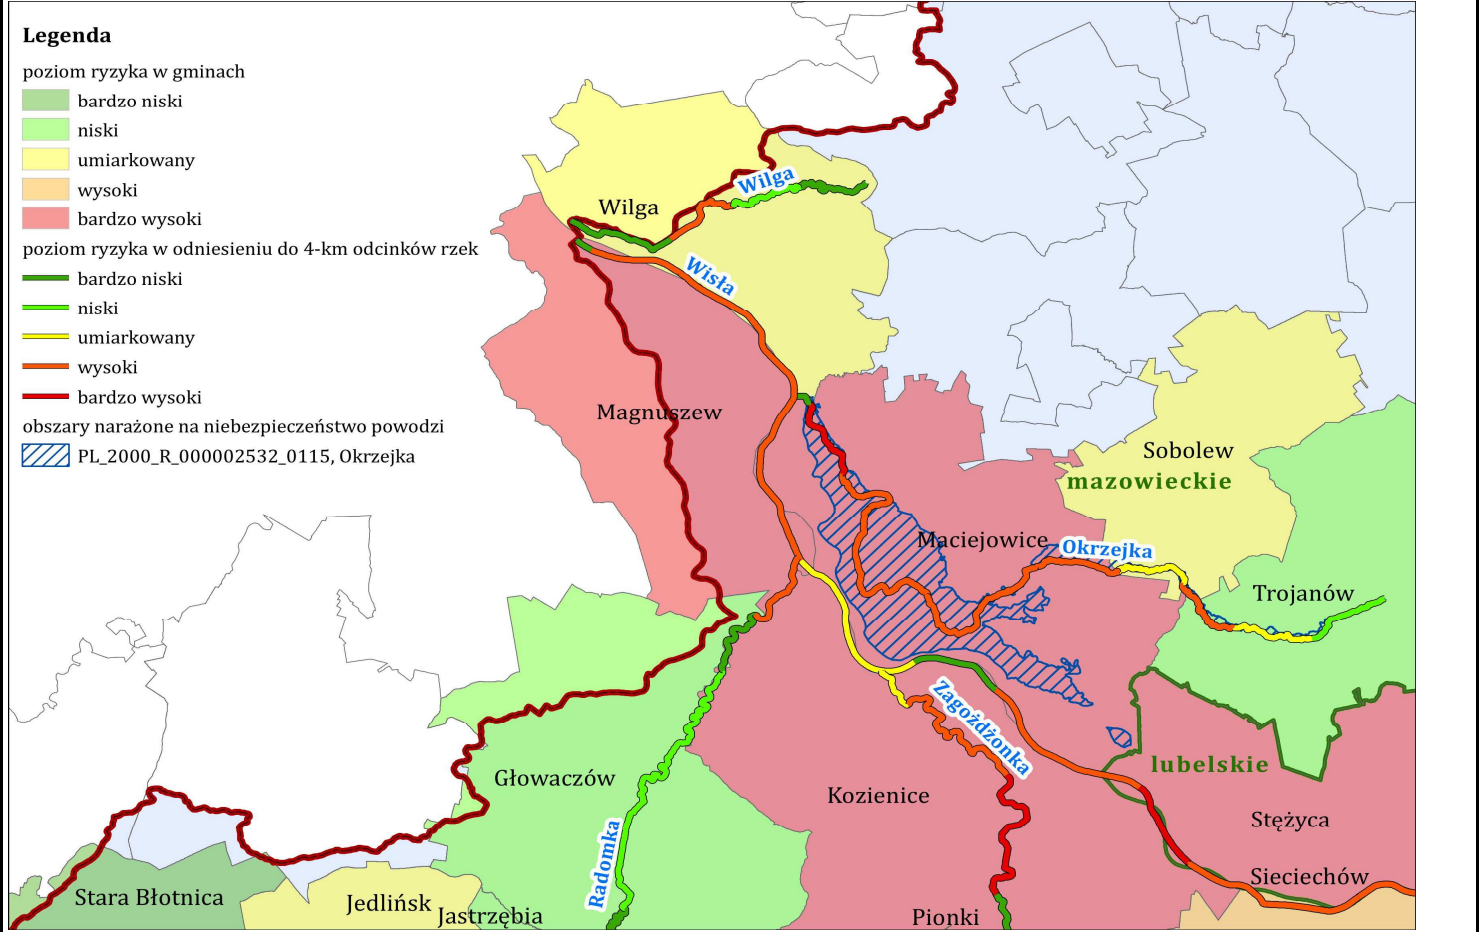 Legenda
poziom ryzyka w gminach
bardzo niski
niski
umiarkowany
wysoki
bardzo wysoki
poziom ryzyka w odniesieniu do 4-km odcinków rzek
bardzo niski
niski
umiarkowany
wysoki
bardzo wysoki
obszary narażone na niebezpieczeństwo powodzi
PL_2000_R_000002532_0115, Okrzejka
Wilga
Wilga
Wisła
Magnuszew
Sobolew
mazowieckie
Maciejowice
Okrzejka
Trojanów
Zagożdżonka
lubelskie
Głowaczów
Kozienice
Stężyca
Radomka
Sieciechów
Stara Błotnica
Jedlińsk
Jastrzębia
Pionki